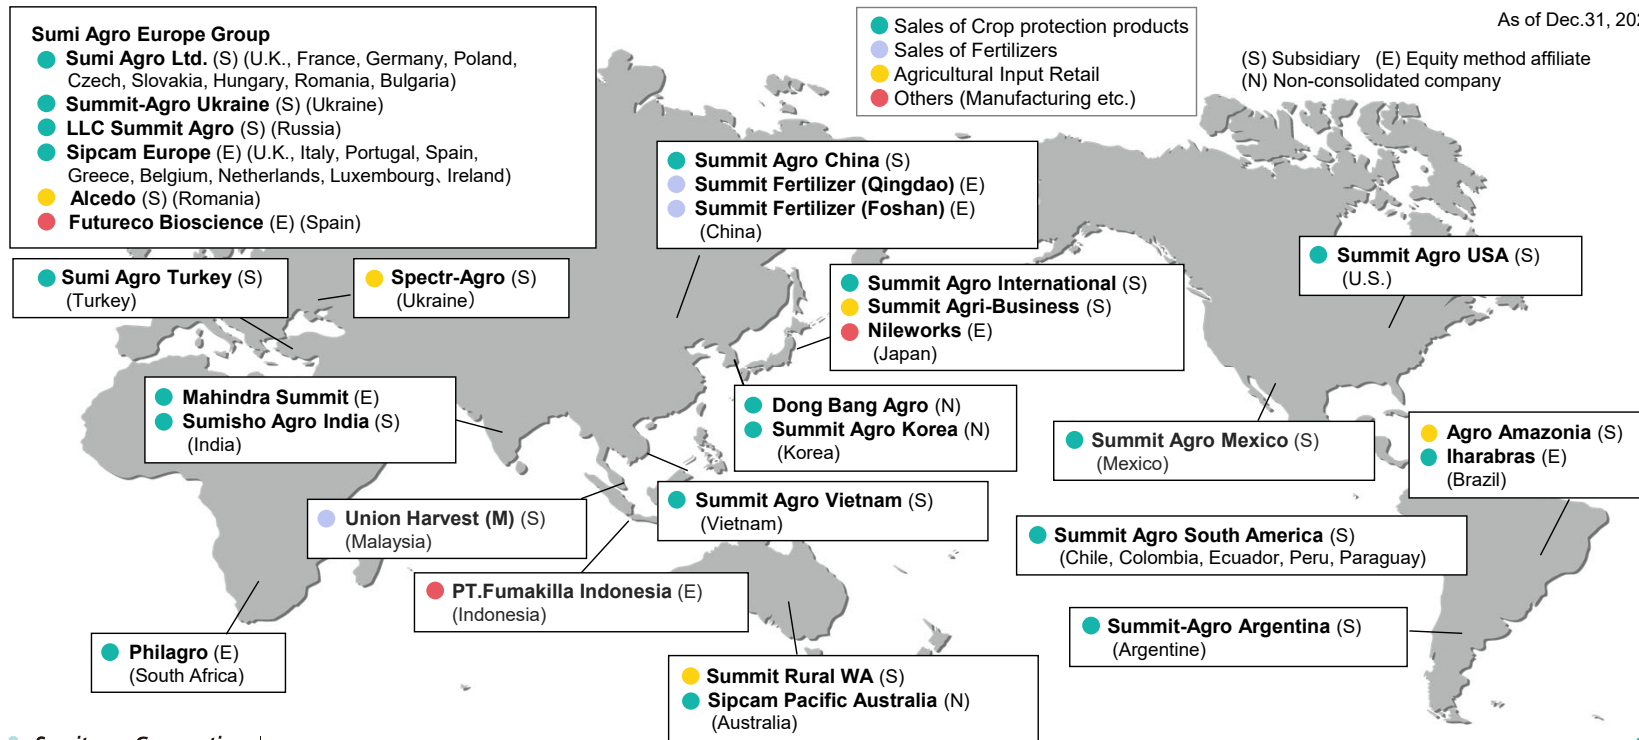 Sumi Agro Europe Group
Sumi Agro Ltd. (S) (U.K., France, Germany, Poland,
Czech, Slovakia, Hungary, Romania, Bulgaria)
Summit-Agro Ukraine (S) (Ukraine)
LLC Summit Agro (S) (Russia)
Sipcam Europe (E) (U.K., Italy, Portugal, Spain,
Greece, Belgium, Netherlands, Luxembourg、Ireland)
Alcedo (S) (Romania)
Futureco Bioscience (E) (Spain)
Sales of Crop protection products
Sales of Fertilizers
Agricultural Input Retail
Others (Manufacturing etc.)
As of Dec.31, 202
(S) Subsidiary (E) Equity method affiliate
(N) Non-consolidated company
Summit Agro China (S)
Summit Fertilizer (Qingdao) (E)
Summit Fertilizer (Foshan) (E)
(China)
Summit Agro USA (S)
(U.S.)
Sumi Agro Turkey (S)
(Turkey)
Spectr-Agro (S)
(Ukraine)
Summit Agro International (S)
Summit Agri-Business (S)
Nileworks (E)
(Japan)
Mahindra Summit (E)
Sumisho Agro India (S)
(India)
Dong Bang Agro (N)
Summit Agro Korea (N)
(Korea)
Summit Agro Mexico (S)
(Mexico)
Agro Amazonia (S)
Iharabras (E)
(Brazil)
Union Harvest (M) (S)
(Malaysia)
Summit Agro Vietnam (S)
(Vietnam)
Summit Agro South America (S)
(Chile, Colombia, Ecuador, Peru, Paraguay)
PT.Fumakilla Indonesia (E)
(Indonesia)
Summit-Agro Argentina (S)
(Argentine)
Philagro (E)
(South Africa)
Summit Rural WA (S)
Sipcam Pacific Australia (N)
(Australia)